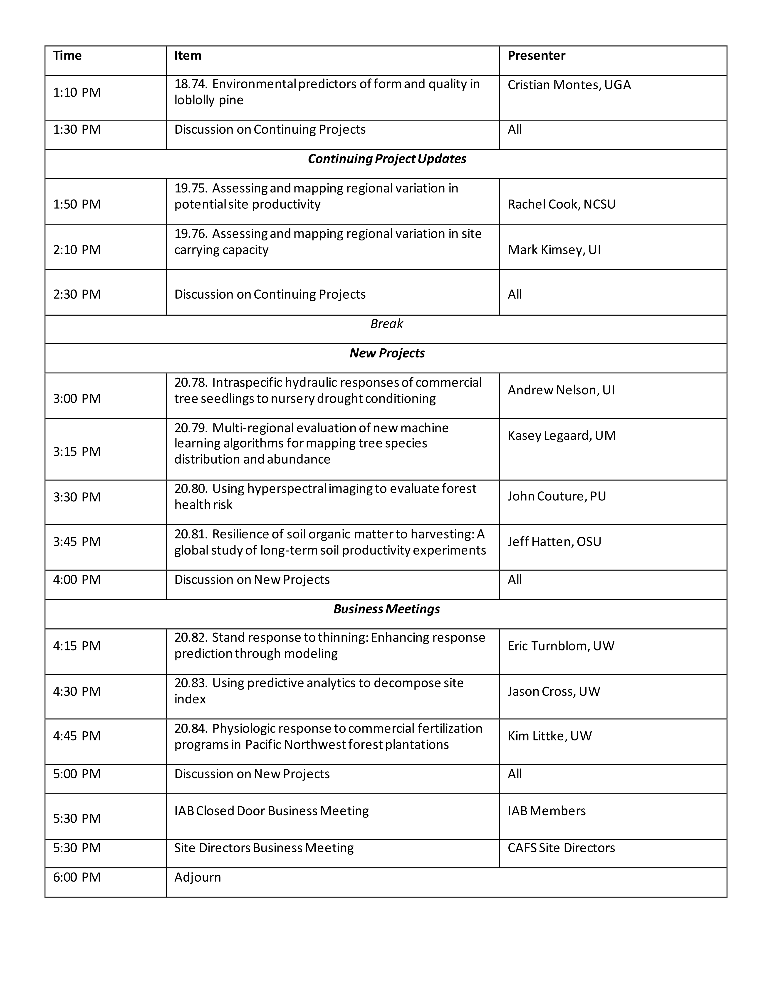 Time Item Presenter
1:10 PM 18.74. Environmental predictors of form and quality in
loblolly pine Cristian Montes, UGA
1:30 PM Discussion on Continuing Projects All
Continuing Project Updates
1:50 PM 19.75. Assessing and mapping regional variation in
potential site productivity Rachel Cook, NCSU
2:10 PM 19.76. Assessing and mapping regional variation in site
carrying capacity Mark Kimsey, UI
2:30 PM Discussion on Continuing Projects All
Break
New Projects
3:00 PM 20.78. Intraspecific hydraulic responses of commercial
tree seedlings to nursery drought conditioning Andrew Nelson, UI
3:15 PM 20.79. Multi-regional evaluation of new machine
learning algorithms for mapping tree species
distribution and abundance Kasey Legaard, UM
3:30 PM 20.80. Using hyperspectral imaging to evaluate forest
health risk John Couture, PU
3:45 PM 20.81. Resilience of soil organic matter to harvesting: A
global study of long-term soil productivity experiments Jeff Hatten, OSU
4:00 PM Discussion on New Projects All
Business Meetings
4:15 PM 20.82. Stand response to thinning: Enhancing response
prediction through modeling Eric Turnblom, UW
4:30 PM 20.83. Using predictive analytics to decompose site
index Jason Cross, UW
4:45 PM 20.84. Physiologic response to commercial fertilization
programs in Pacific Northwest forest plantations Kim Littke, UW
5:00 PM Discussion on New Projects All
5:30 PM IAB Closed Door Business Meeting IAB Members
5:30 PM Site Directors Business Meeting CAFS Site Directors
6:00 PM Adjourn